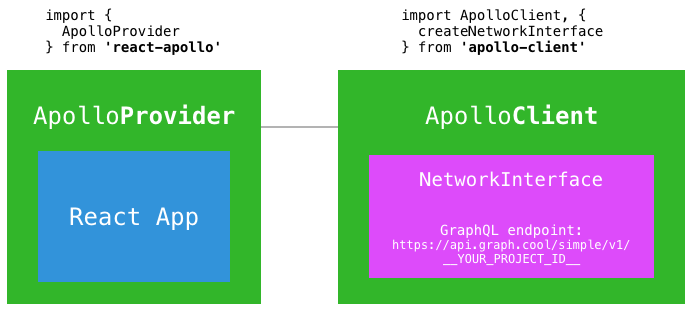 import {
  ApolloProvider
} from 'react-apollo'
import ApolloClient, {
  createNetworkInterface
} from 'apollo-client'
ApolloProvider
React App
ApolloClient
NetworkInterface
GraphQL endpoint:
https://api.graph.cool/simple/v1/
__YOUR_PROJECT_ID__